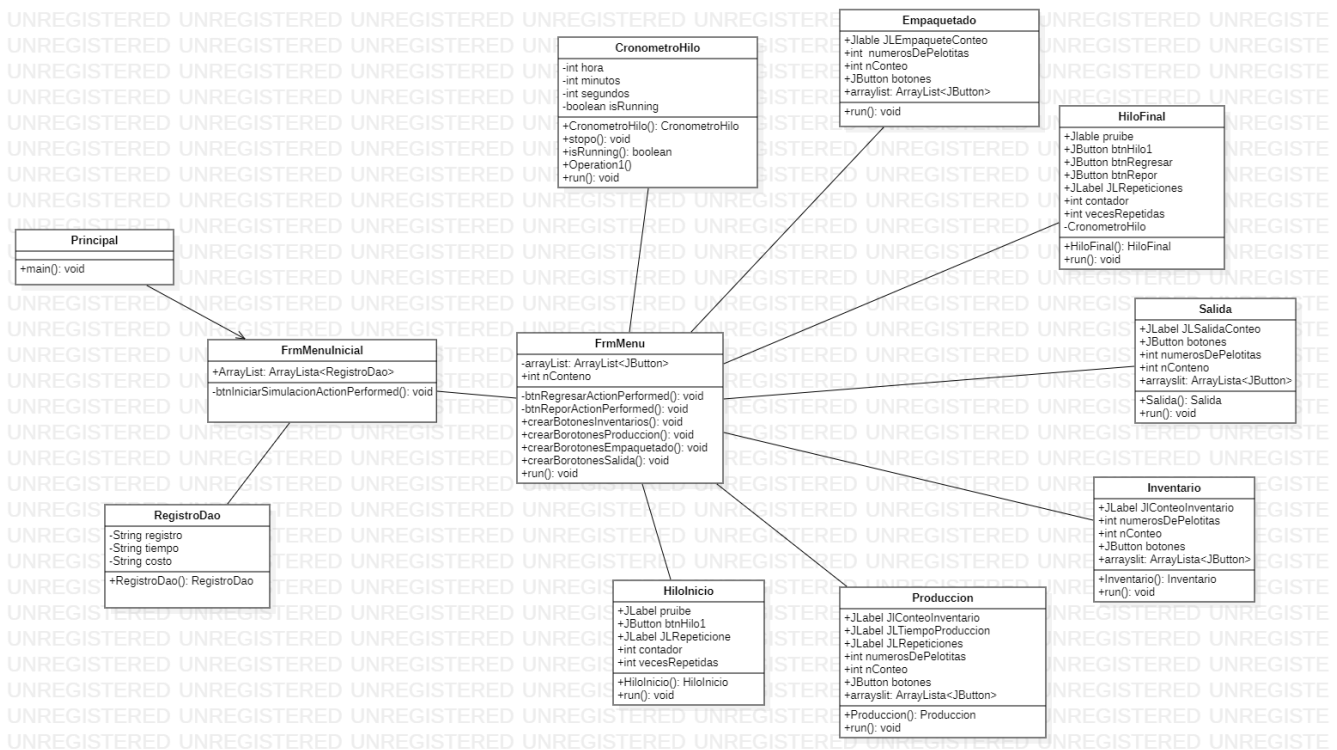 UNREGISTERED UNREGISTERED UNREGISTERED UNREGISTERED UNREGISTERED UNREGISTERED UNREGISTERED UNREGISTE
Empaquetado
+Jlable JLEmpaqueteConteo
+int numerosDePelotitas
+int nConteo
+JButton botones
+arraylist: ArrayList<JButton>
+run(): void
CronometroHilo
-int hora
-int minutos
-int segundos
-boolean isRunning
+CronometroHilo(): CronometroHilo
+stopo(): void
+isRunning(): boolean
+Operation1()
+run(): void
HiloFinal
+Jlable pruibe
+JButton btnHilo1
+JButton btnRegresar
+JButton btnRepor
+JLabel JLRepeticiones
+int contador
+int vecesRepetidas
-CronometroHilo
+HiloFinal(): HiloFinal
+run(): void
Principal
+main(): void
Salida
+JLabel JLSalidaConteo
+JButton botones
+int numerosDePelotitas
+int nConteno
+arrayslit: ArrayLista<JButton>
+Salida(): Salida
+run(): void
FrmMenuInicial
+ArrayList: ArrayLista<RegistroDao>
-btnIniciarSimulacionActionPerformed(): void
FrmMenu
-arrayList: ArrayList<JButton>
+int nConteno
-btnRegresarActionPerformed(): void
-btnReporActionPerformed(): void
+crearBotonesInventarios(): void
+crearBorotonesProduccion(): void
+crearBorotonesEmpaquetado(): void
+crearBorotonesSalida(): void
+run(): void
Inventario
+JLabel JlConteoInventario
+int numerosDePelotitas
+int nConteo
+JButton botones
+arrayslit: ArrayLista<JButton>
+Inventario(): Inventario
+run(): void
RegistroDao
-String registro
-String tiempo
-String costo
+RegistroDao(): RegistroDao
HiloInicio
+JLabel pruibe
+JButton btnHilo1
+JLabel JLRepeticione
+int contador
+int vecesRepetidas
+HiloInicio(): HiloInicio
+run(): void
Produccion
+JLabel JlConteoInventario
+JLabel JLTiempoProduccion
+JLabel JLRepeticiones
+int numerosDePelotitas
+int nConteo
+JButton botones
+arrayslit: ArrayLista<JButton>
+Produccion(): Produccion
+run(): void